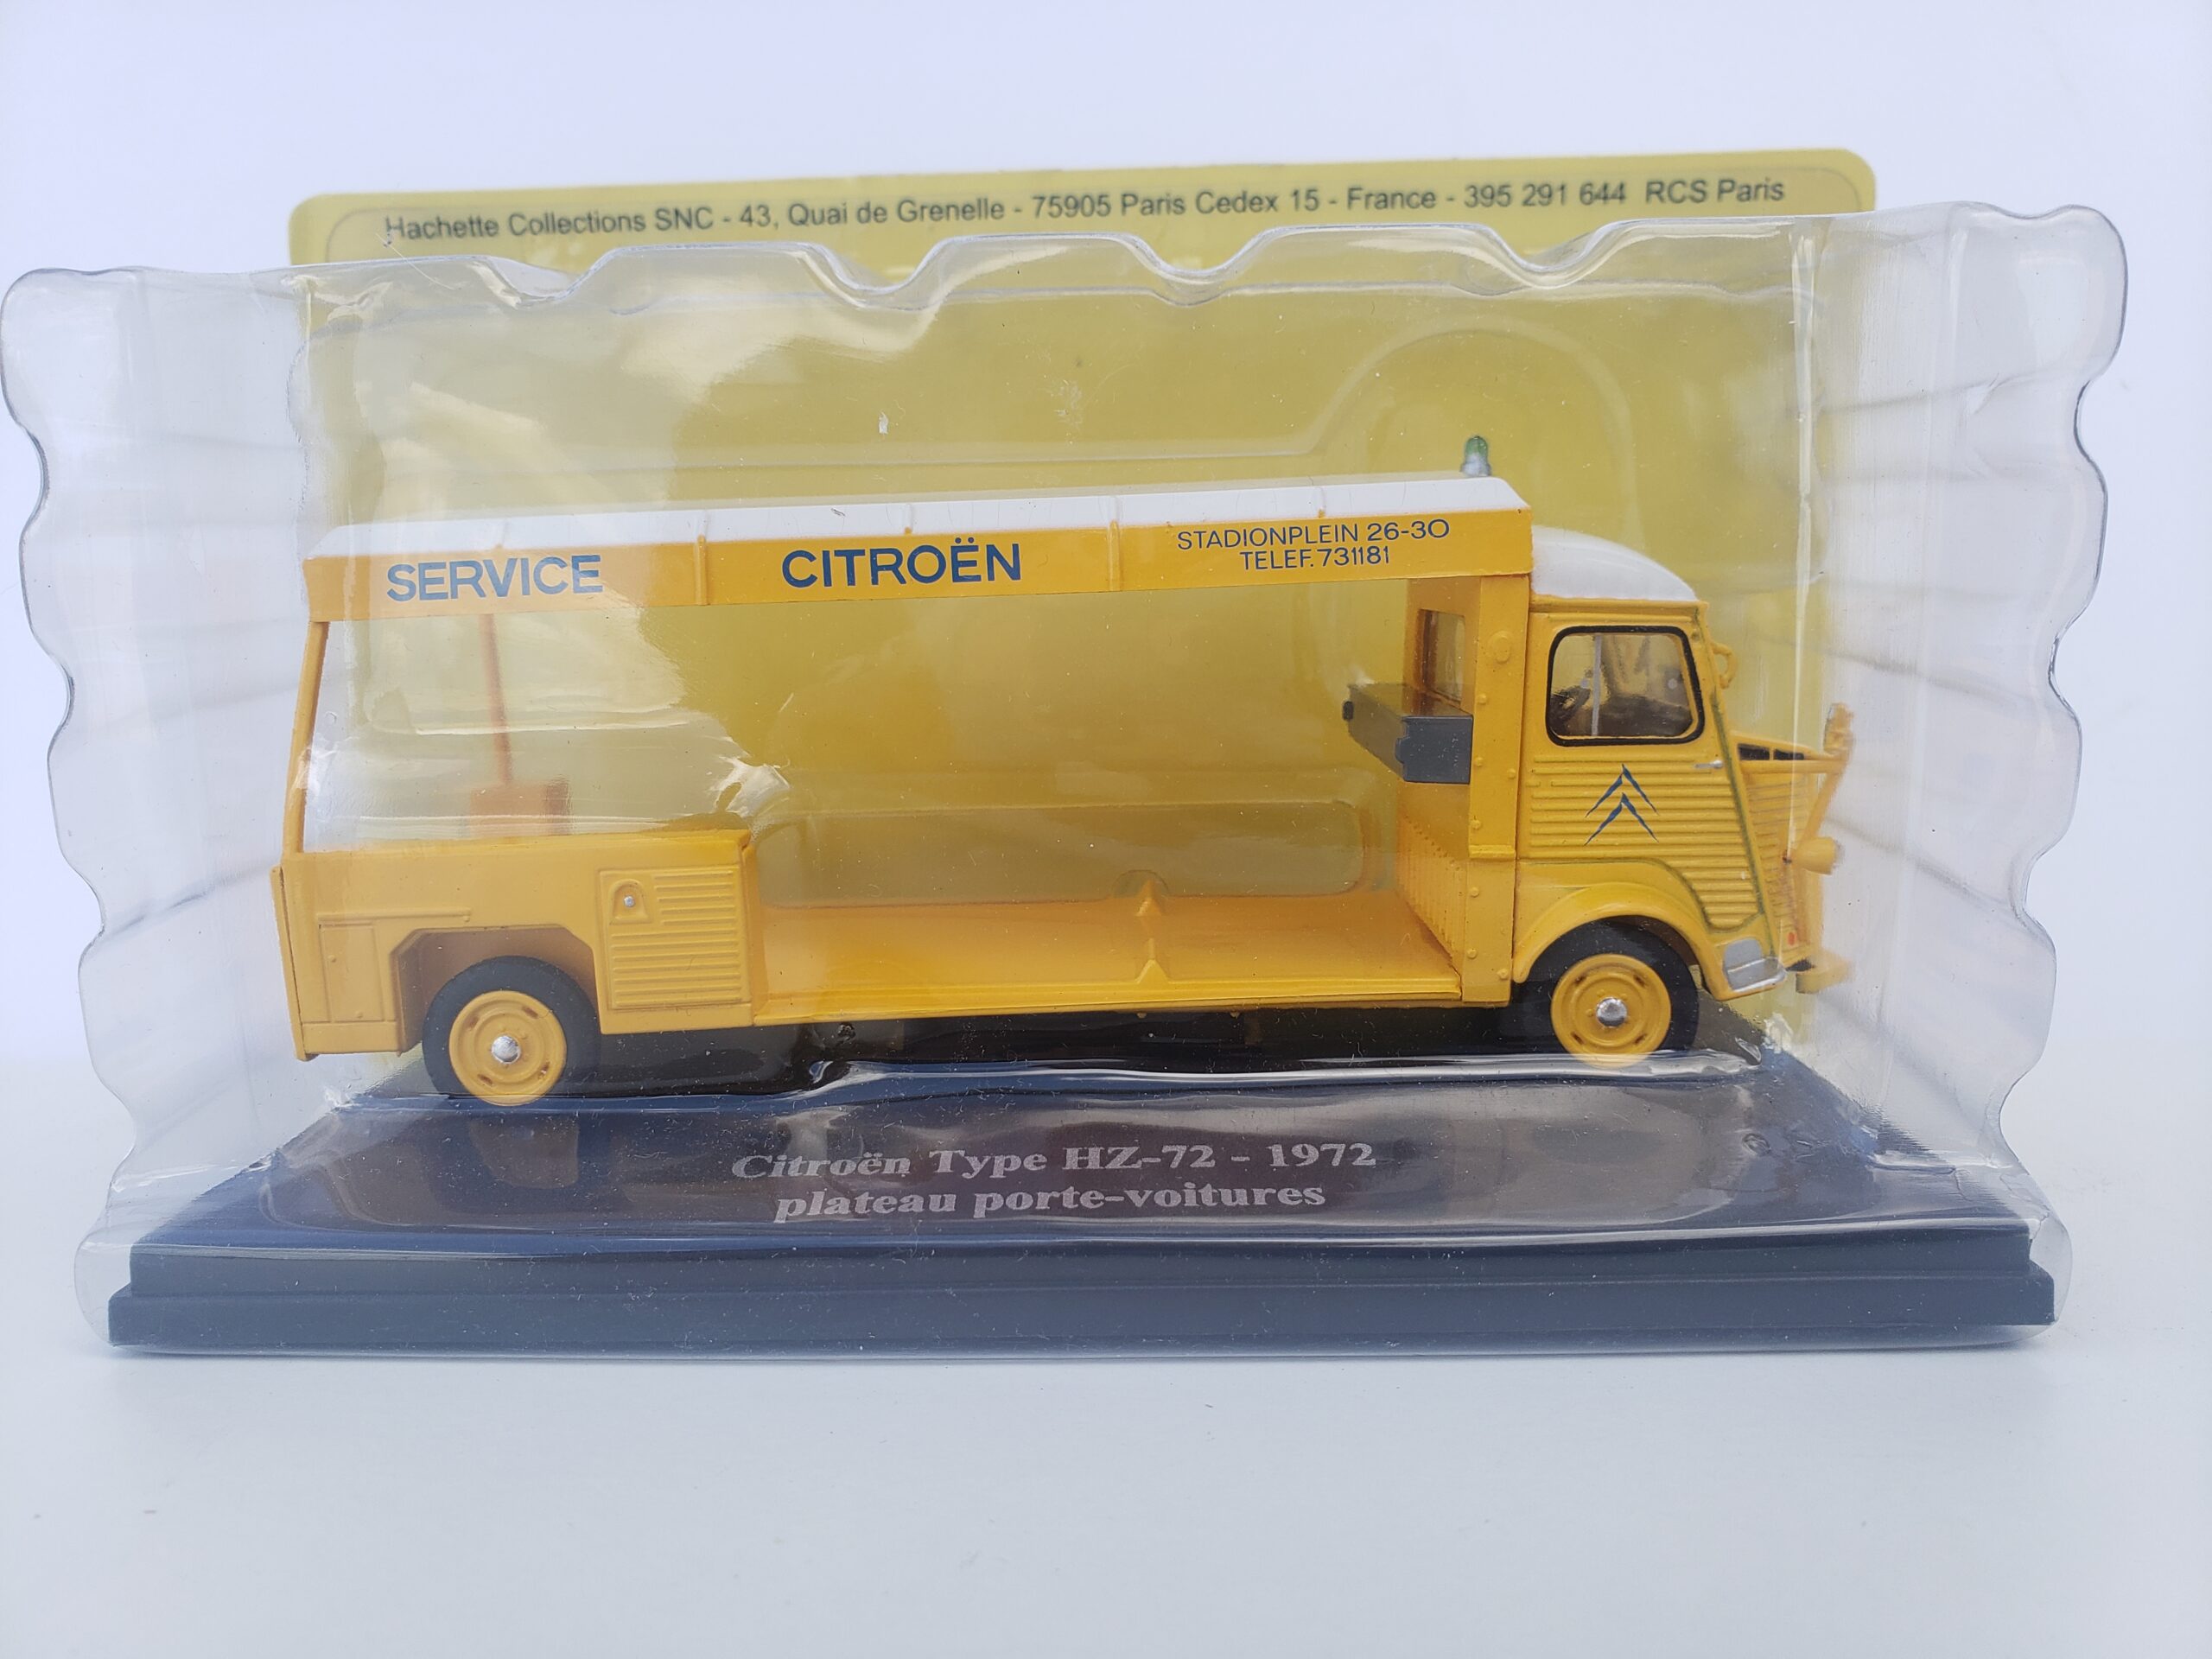 Hachette Collections SNC - 43, Quai de Grenelle - 75905 Paris Cedex 15 - France - 395 291 644 RCS Paris
SERVICE CITROËN STADIONPLEIN 26-30
TELEF. 731181
Citroën Type HZ-72 - 1972
plateau porte-voitures